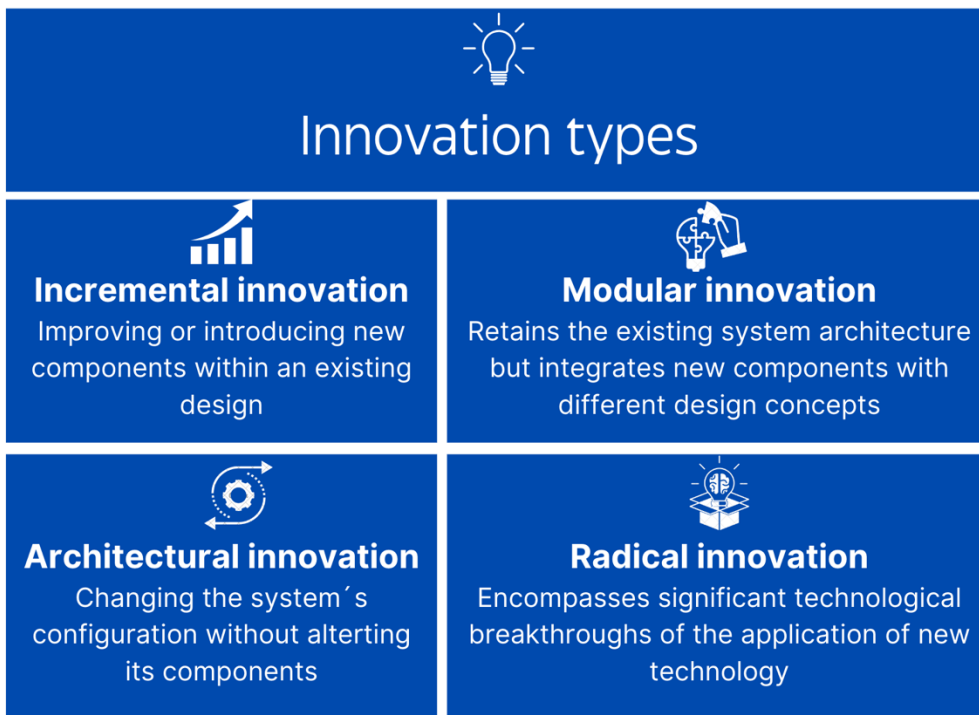 Innovation types
Incremental innovation
Improving or introducing new
components within an existing
design
Modular innovation
Retains the existing system architecture
but integrates new components with
different design concepts
Architectural innovation
Changing the system´s
configuration without alterting
its components
Radical innovation
Encompasses significant technological
breakthroughs of the application of new
technology